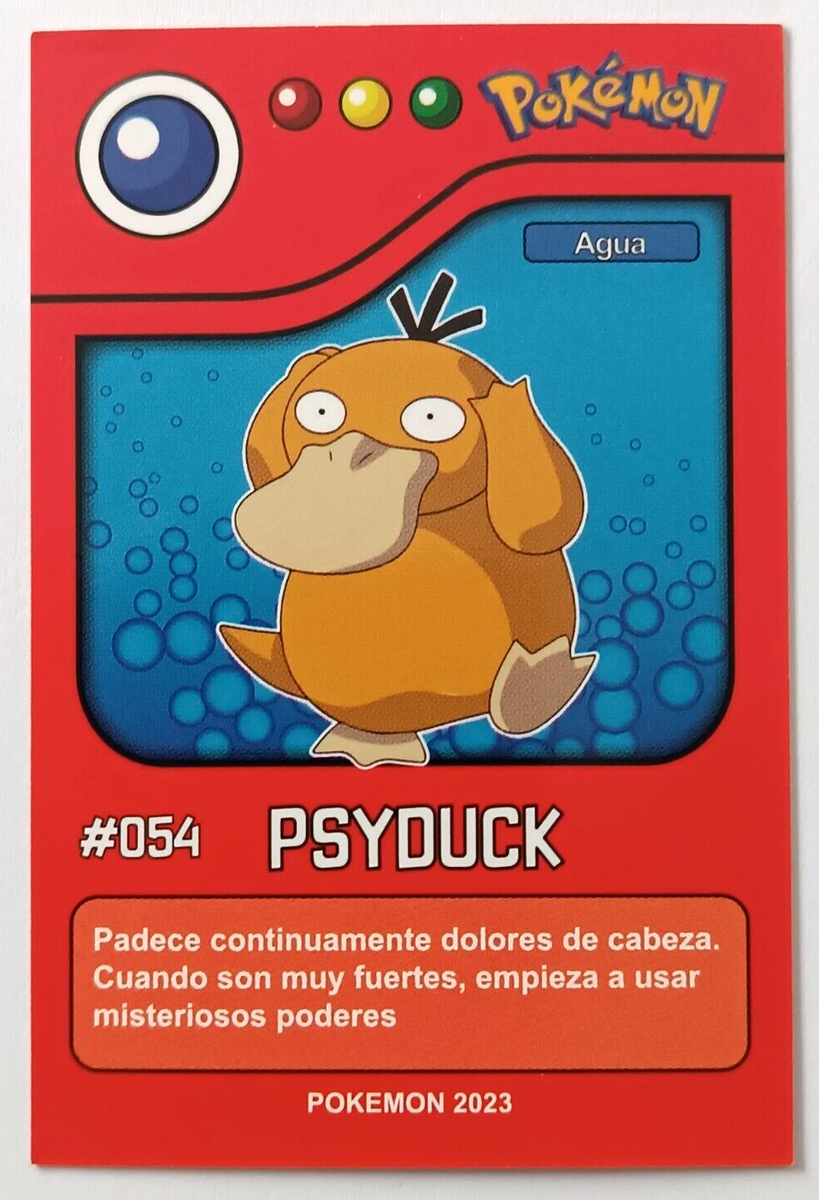 POKéMON
Agua
#054 PSYDUCK
Padece continuamente dolores de cabeza.
Cuando son muy fuertes, empieza a usar
misteriosos poderes
POKEMON 2023